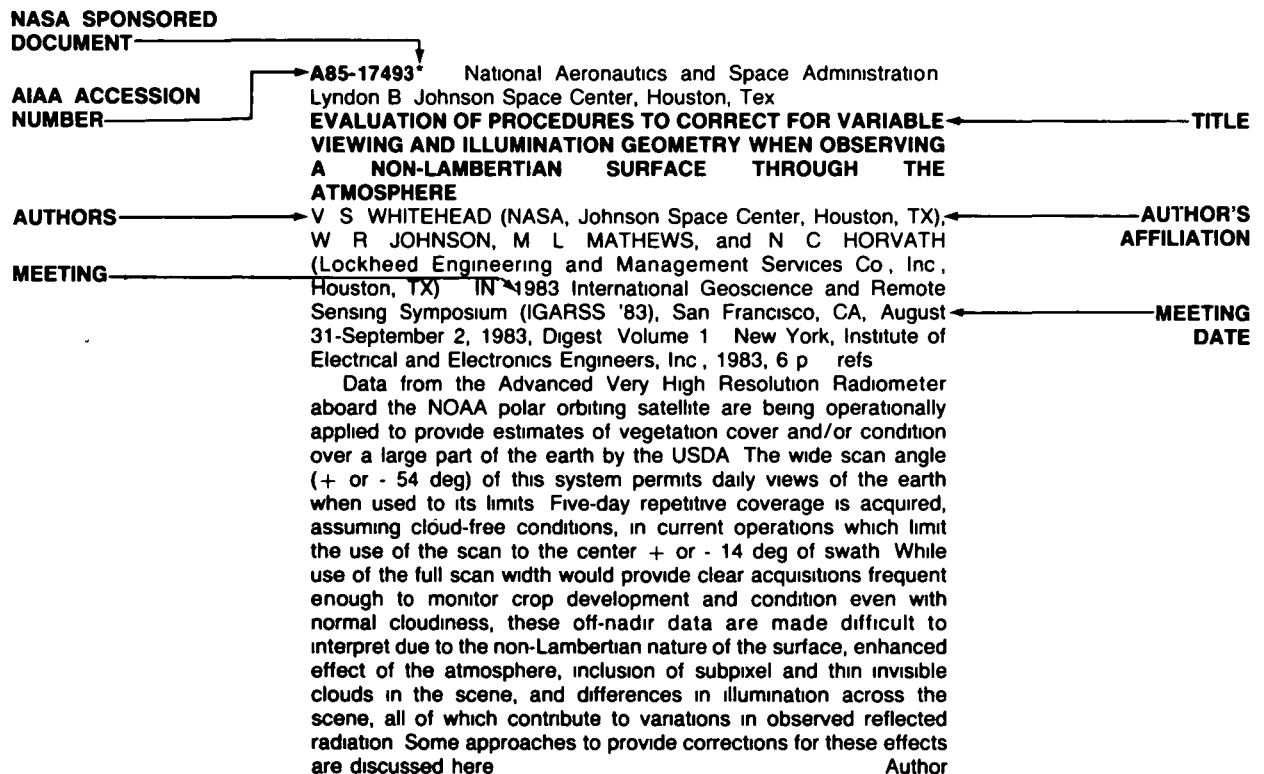 NASA SPONSORED
DOCUMENT
A85-17493* National Aeronautics and Space Administration
AIAA ACCESSION
NUMBER
Lyndon B Johnson Space Center, Houston, Tex
EVALUATION OF PROCEDURES TO CORRECT FOR VARIABLE
TITLE
VIEWING AND ILLUMINATION GEOMETRY WHEN OBSERVING
A NON-LAMBERTIAN SURFACE THROUGH THE
ATMOSPHERE
AUTHORS
V S WHITEHEAD (NASA, Johnson Space Center, Houston, TX),
AUTHOR'S
AFFILIATION
W R JOHNSON, M L MATHEWS, and N C HORVATH
(Lockheed Engineering and Management Services Co, Inc,
MEETING
Houston, TX) IN 1983 International Geoscience and Remote
Sensing Symposium (IGARSS '83), San Francisco, CA, August
MEETING
DATE
31-September 2, 1983, Digest Volume 1 New York, Institute of
Electrical and Electronics Engineers, Inc, 1983, 6 p refs
Data from the Advanced Very High Resolution Radiometer
aboard the NOAA polar orbiting satellite are being operationally
applied to provide estimates of vegetation cover and/or condition
over a large part of the earth by the USDA The wide scan angle
(+ or - 54 deg) of this system permits daily views of the earth
when used to its limits Five-day repetitive coverage is acquired,
assuming cloud-free conditions, in current operations which limit
the use of the scan to the center + or - 14 deg of swath While
use of the full scan width would provide clear acquisitions frequent
enough to monitor crop development and condition even with
normal cloudiness, these off-nadir data are made difficult to
interpret due to the non-Lambertian nature of the surface, enhanced
effect of the atmosphere, inclusion of subpixel and thin invisible
clouds in the scene, and differences in illumination across the
scene, all of which contribute to variations in observed reflected
radiation Some approaches to provide corrections for these effects
are discussed here Author